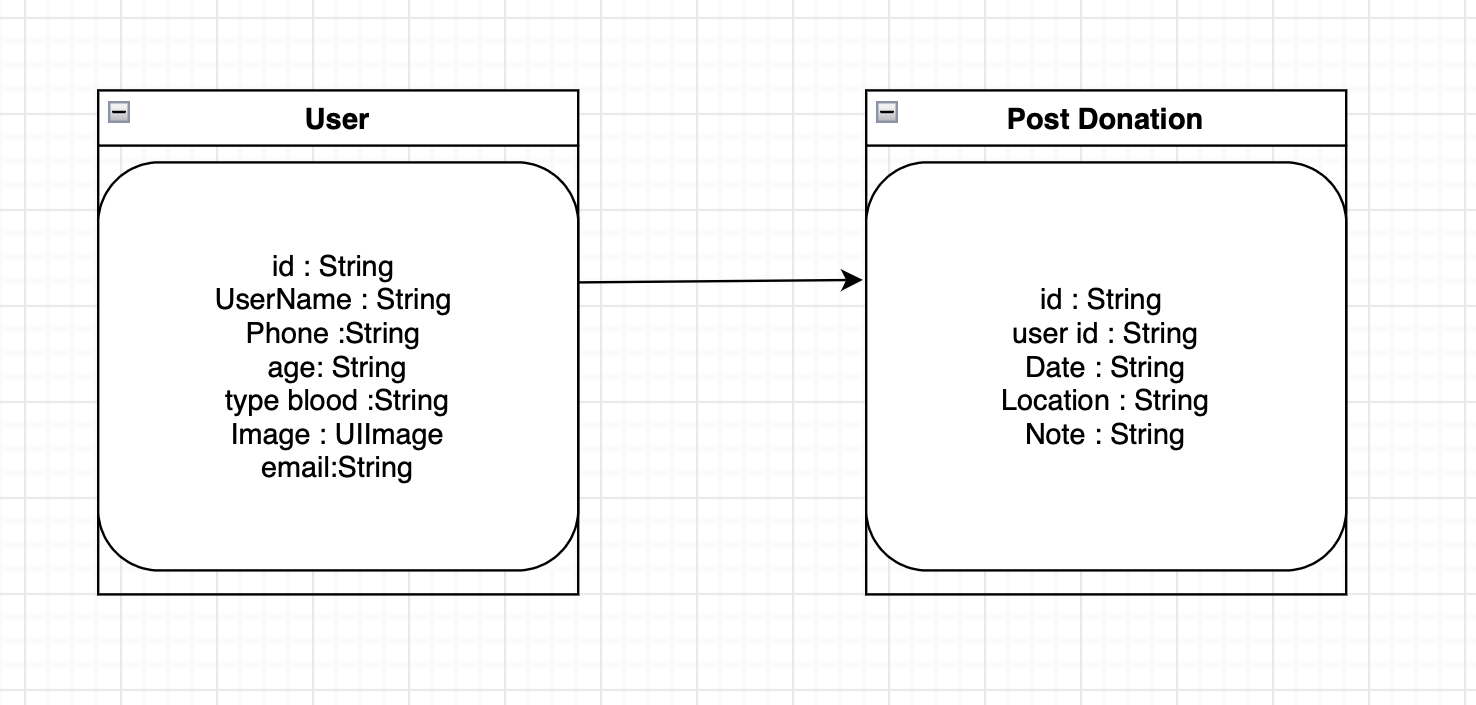 User
id : String
UserName : String
Phone :String
age: String
type blood :String
Image : UIImage
email:String
Post Donation
id : String
user id : String
Date : String
Location : String
Note : String